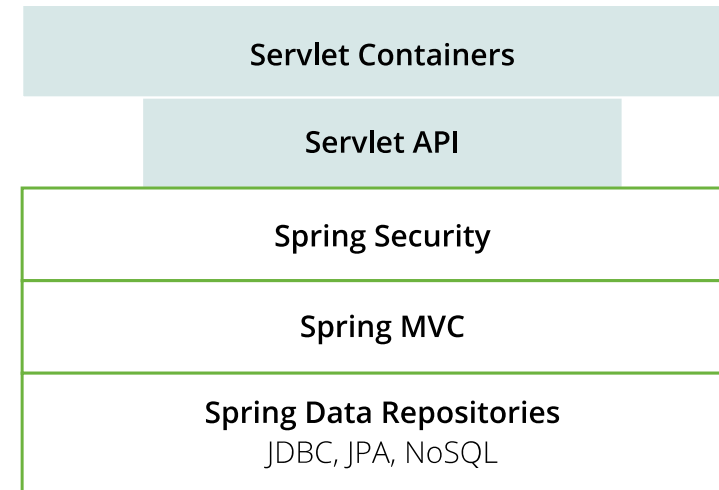 Servlet Containers
Servlet API
Spring Security
Spring MVC
Spring Data Repositories
JDBC, JPA, NoSQL